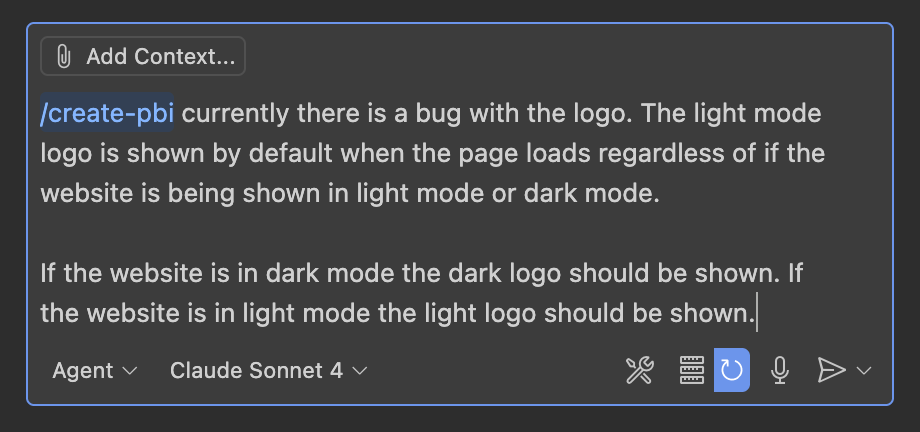 Add Context...
/create-pbi currently there is a bug with the logo. The light mode
logo is shown by default when the page loads regardless of if the
website is being shown in light mode or dark mode.
If the website is in dark mode the dark logo should be shown. If
the website is in light mode the light logo should be shown.
Agent Claude Sonnet 4